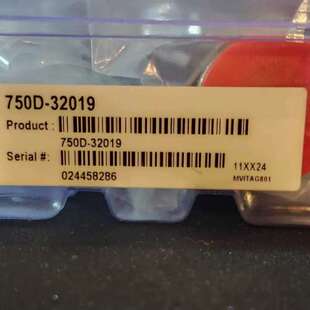 750D-32019
Product :
750D-32019
Serial #:
024458286
11XX24
MVITAG801